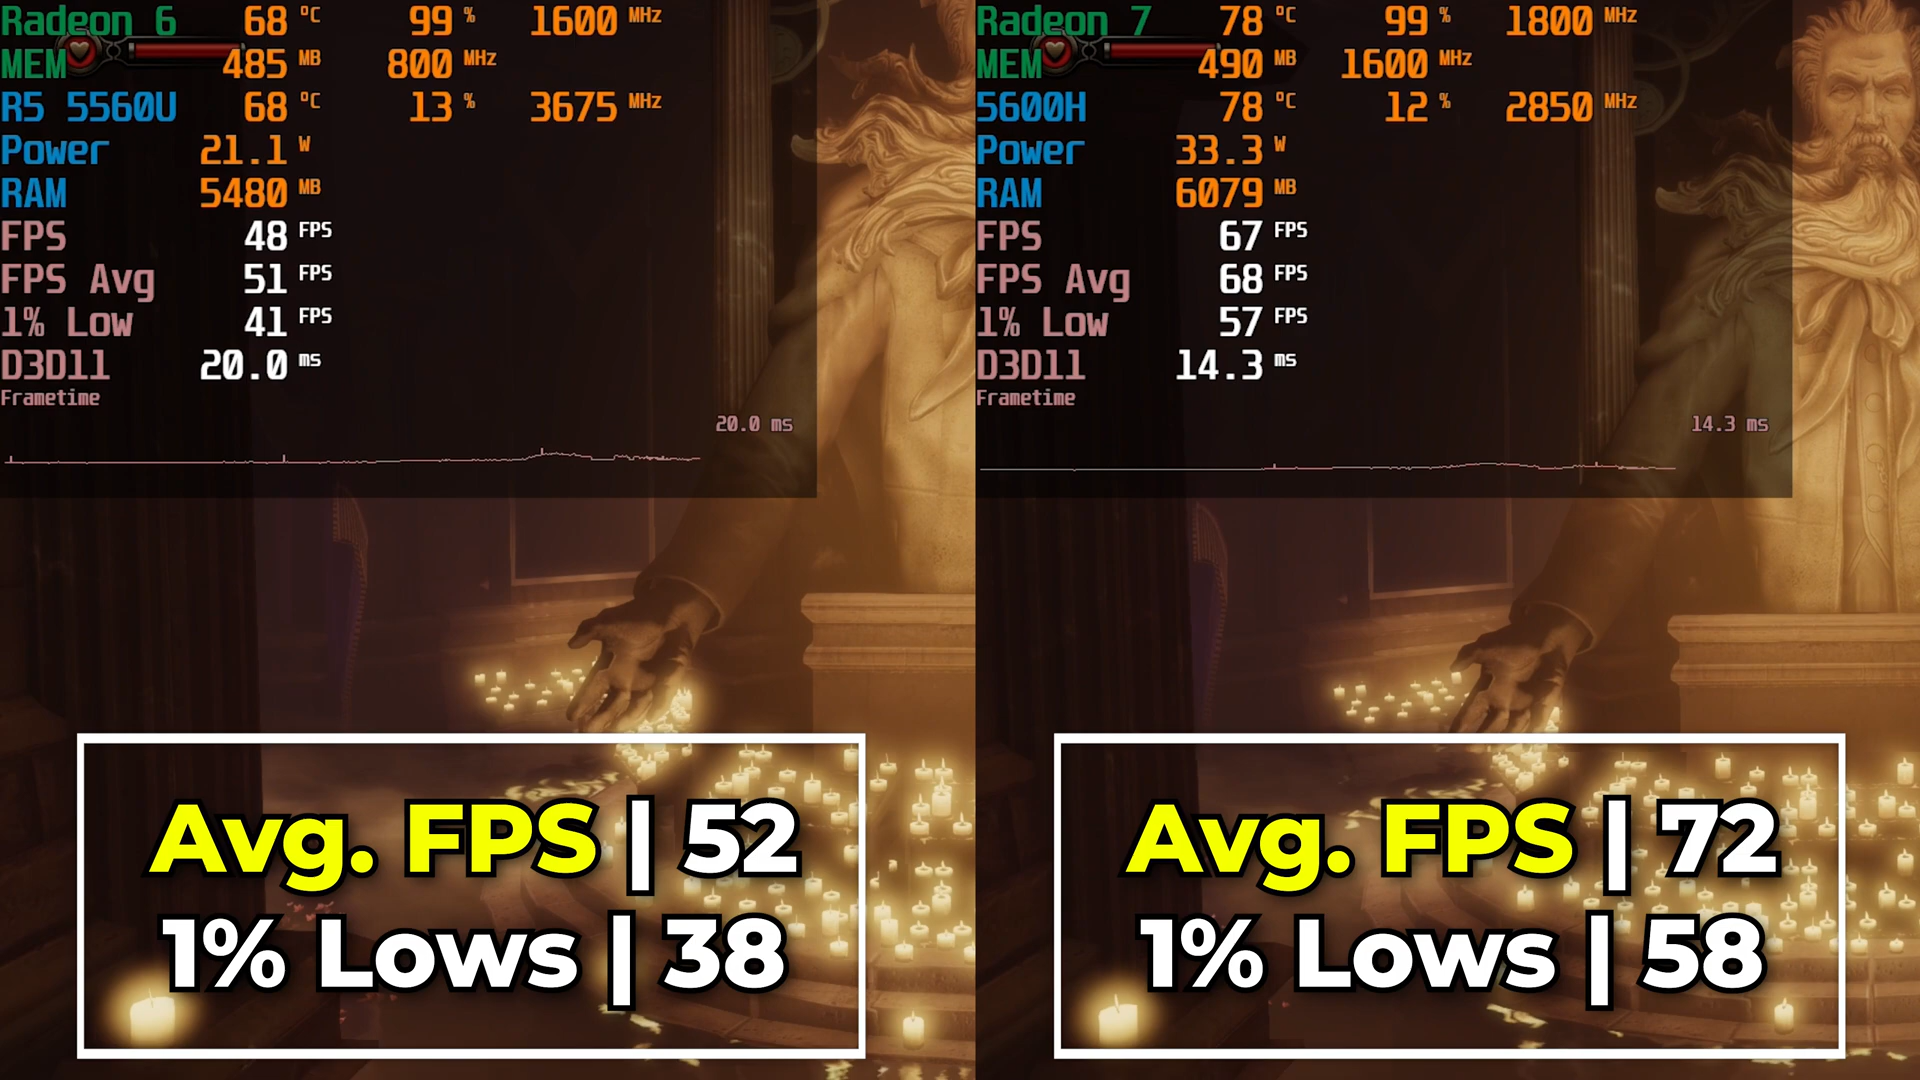 Radeon 6 68 °C 99 % 1600 MHz
MEM 485 MB 800 MHz
R5 5560U 68 °C 13 % 3675 MHz
Power 21.1 W
RAM 5480 MB
FPS 48 FPS
FPS Avg 51 FPS
1% Low 41 FPS
D3D11 20.0 ms
Frametime
20.0 ms
Avg. FPS | 52
1% Lows | 38
Radeon 7 78 °C 99 % 1800 MHz
MEM 490 MB 1600 MHz
5600H 78 °C 12 % 2850 MHz
Power 33.3 W
RAM 6079 MB
FPS 67 FPS
FPS Avg 68 FPS
1% Low 57 FPS
D3D11 14.3 ms
Frametime
14.3 ms
Avg. FPS | 72
1% Lows | 58